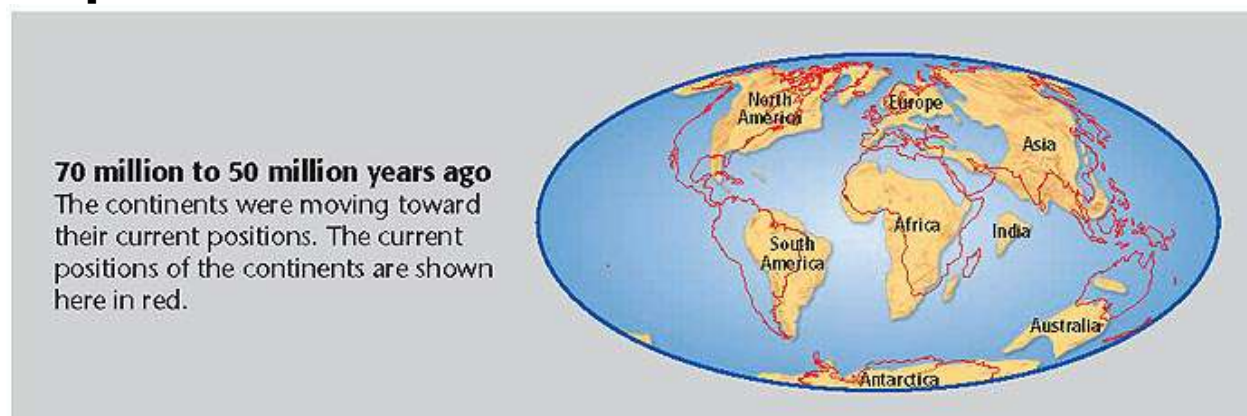 70 million to 50 million years ago
The continents were moving toward
their current positions. The current
positions of the continents are shown
here in red.
North
America
Europe
Asia
Africa
India
South
America
Australia
Antarctica